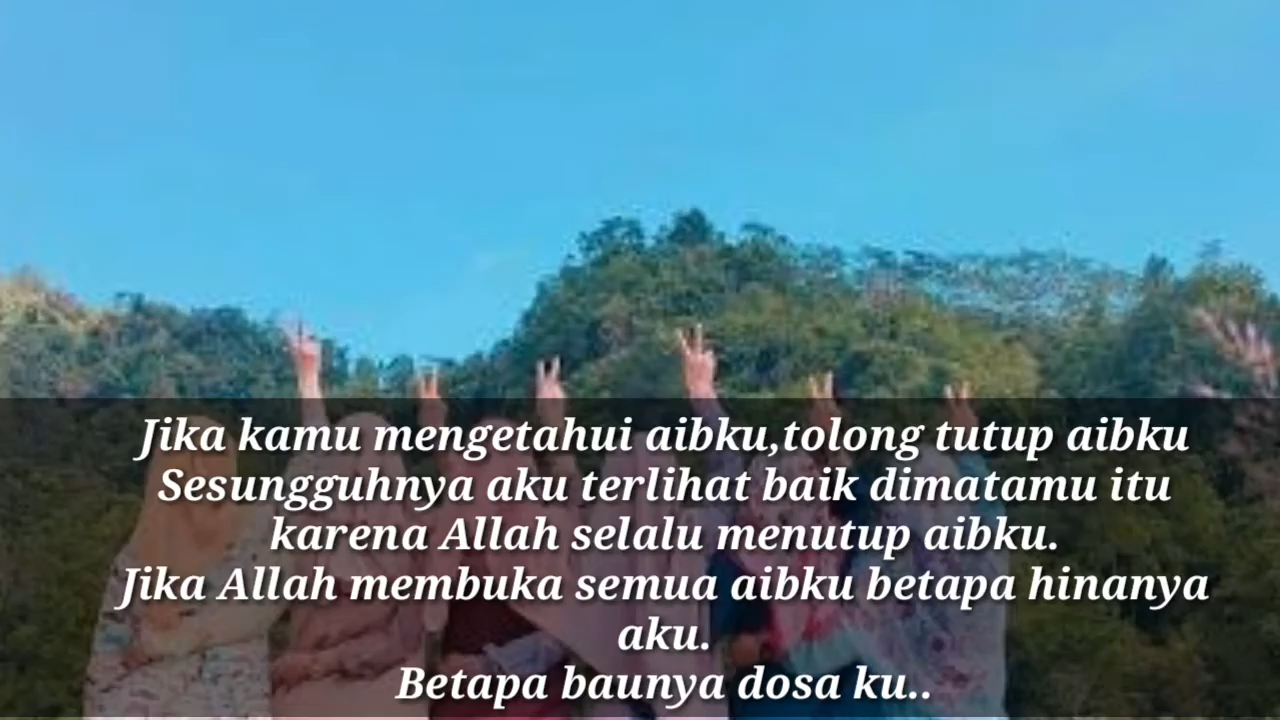 Jika kamu mengetahui aibku,tolong tutup aibku
Sesungguhnya aku terlihat baik dimatamu itu
karena Allah selalu menutup aibku.
Jika Allah membuka semua aibku betapa hinanya
aku.
Betapa baunya dosa ku..